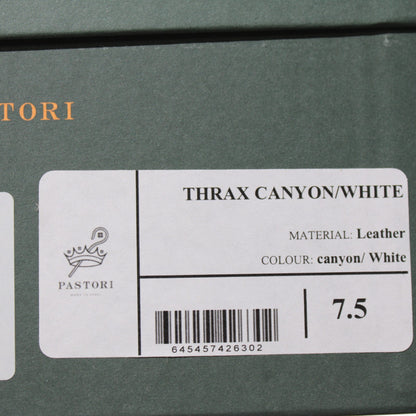 TORI
THRAX CANYON/WHITE
MATERIAL: Leather
COLOUR: canyon/ White
PASTORI
7.5
645457426302